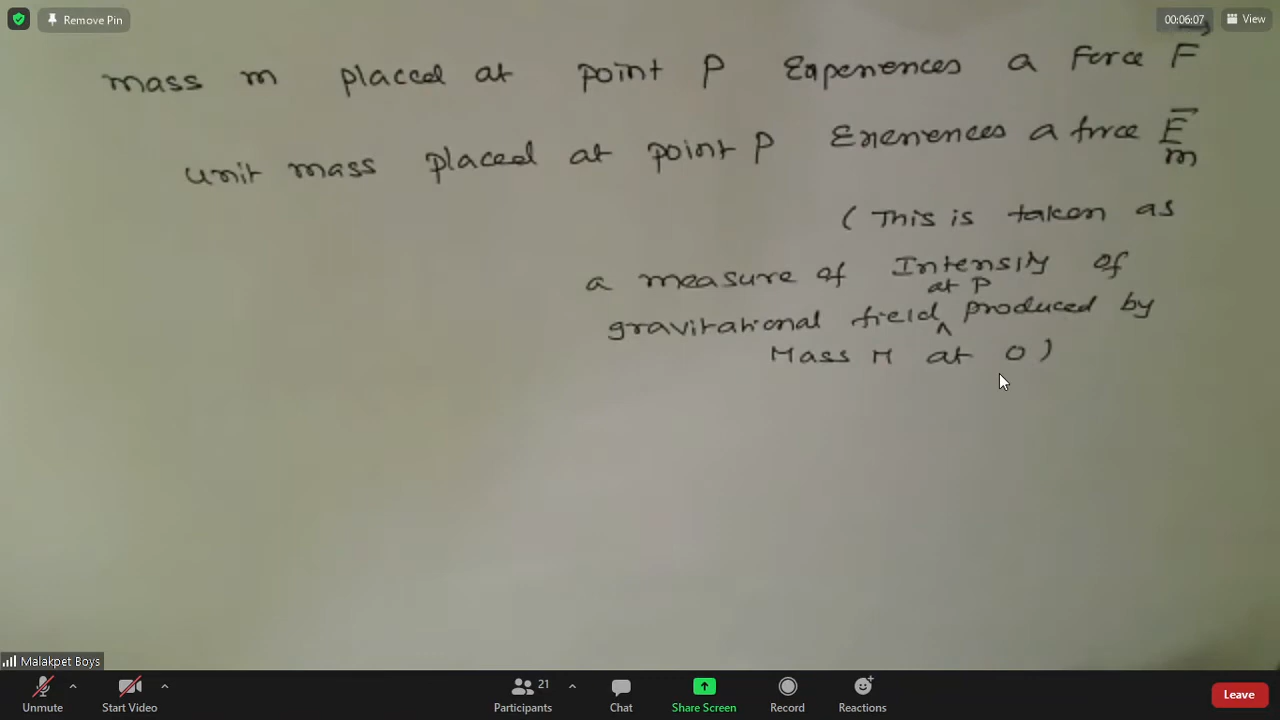 Remove Pin
00:06:07
View
mass m placed at point P Experiences a Force F⃗
unit mass placed at point P Exeriences a force F⃗/m
(This is taken as
a measure of Intensity of
at P
gravitational field ^ produced by
Mass M at O)
Malakpet Boys
Unmute
Start Video
Participants
21
Chat
Share Screen
Record
Reactions
Leave